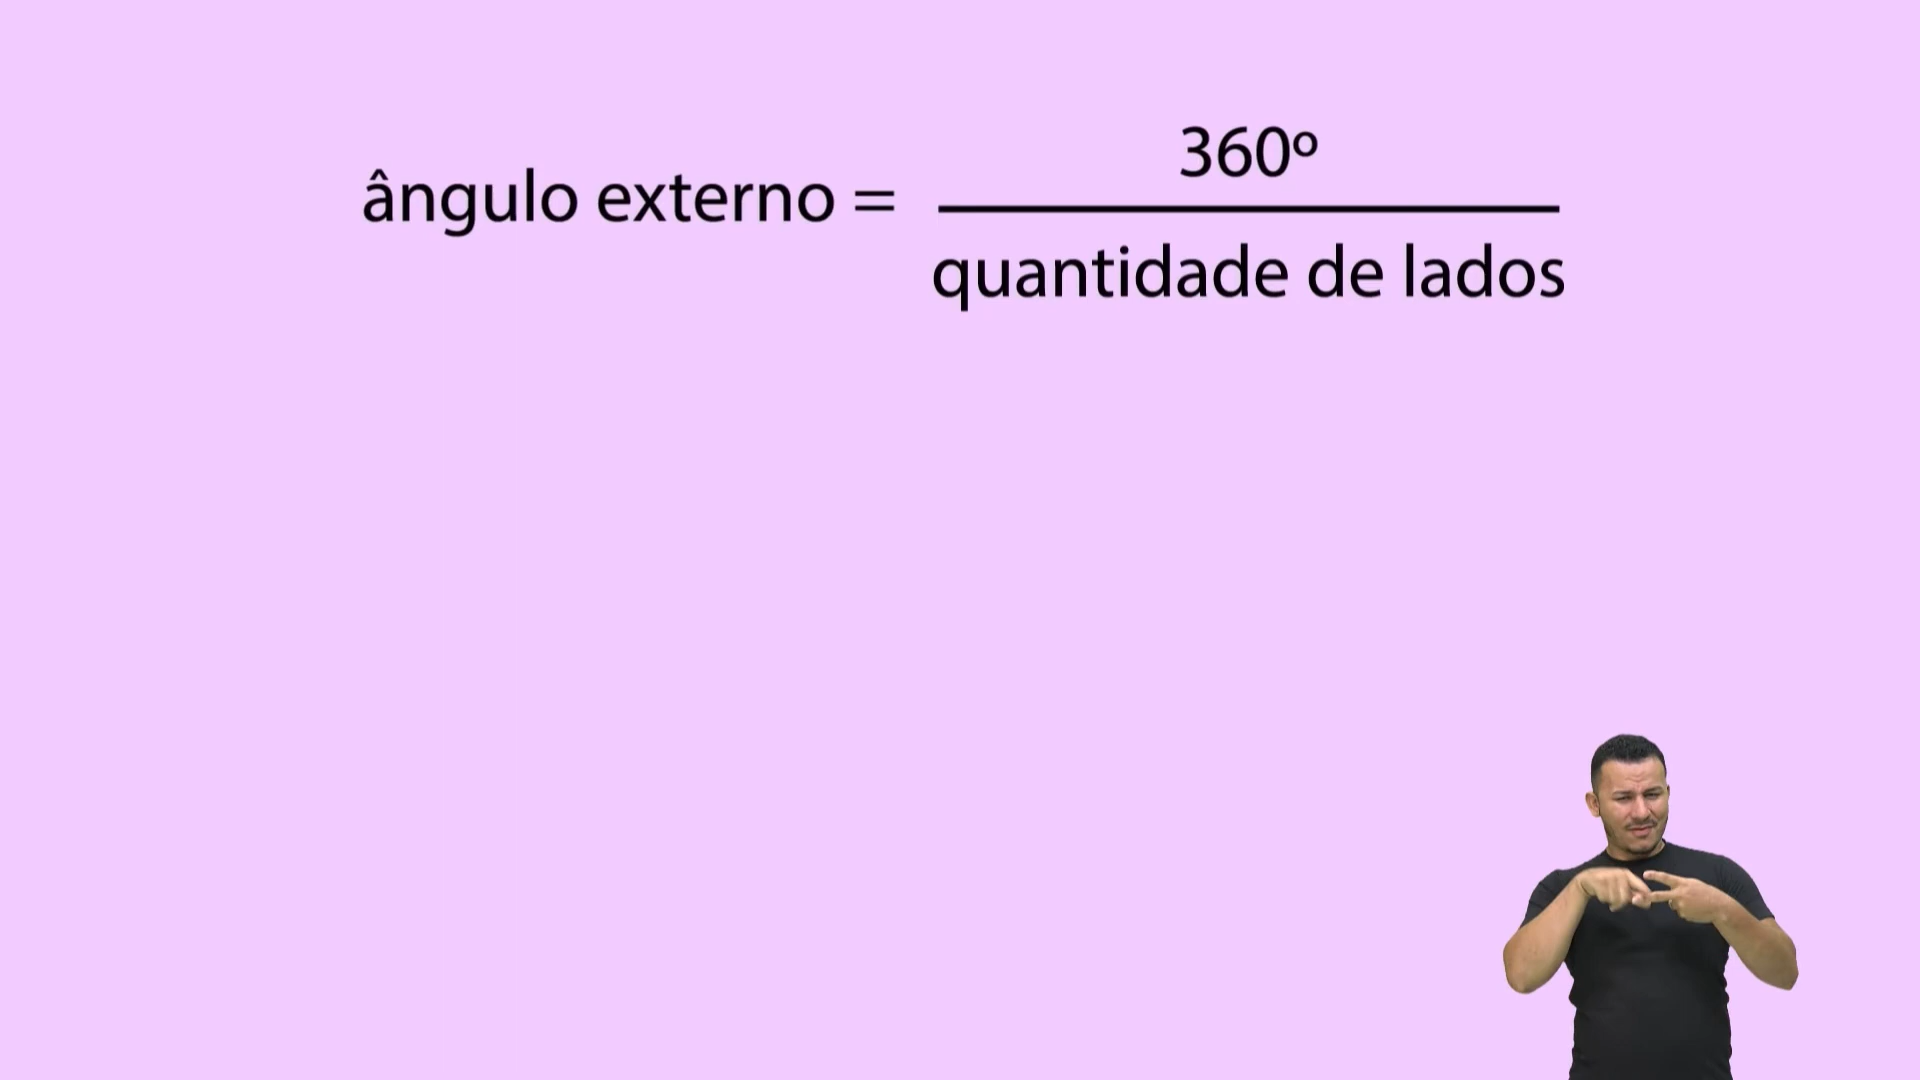 360º
ângulo externo =
quantidade de lados